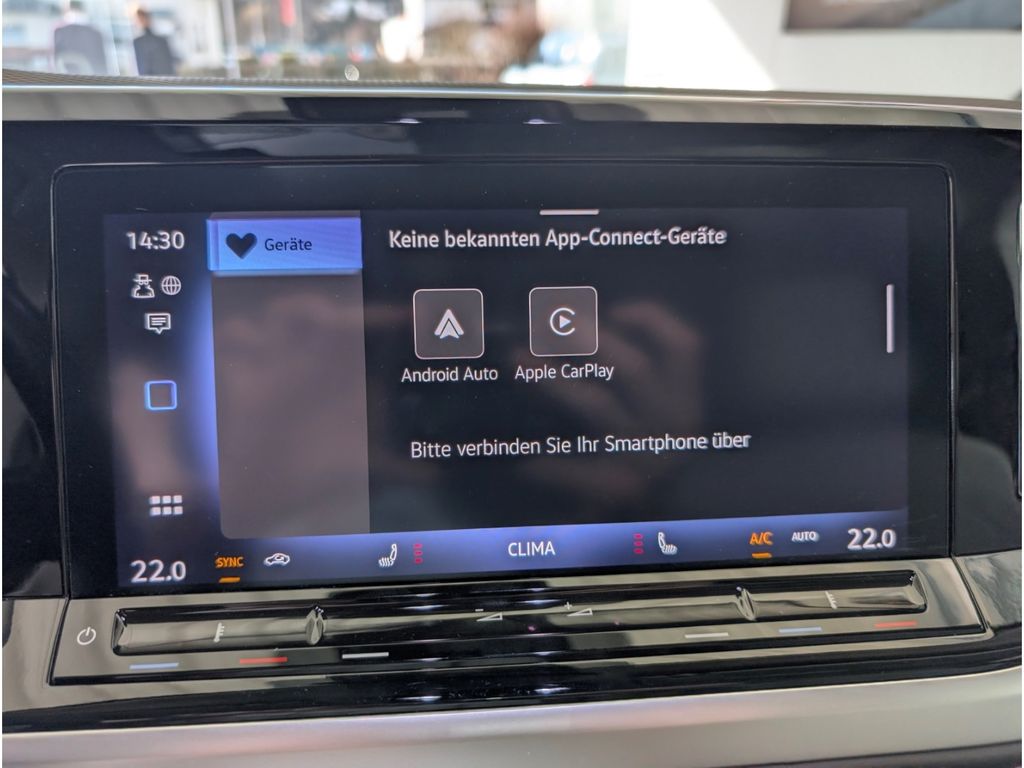 14:30
Geräte
Keine bekannten App-Connect-Geräte
Android Auto
Apple CarPlay
Bitte verbinden Sie Ihr Smartphone über
22.0
SYNC
CLIMA
A/C
AUTO
22.0